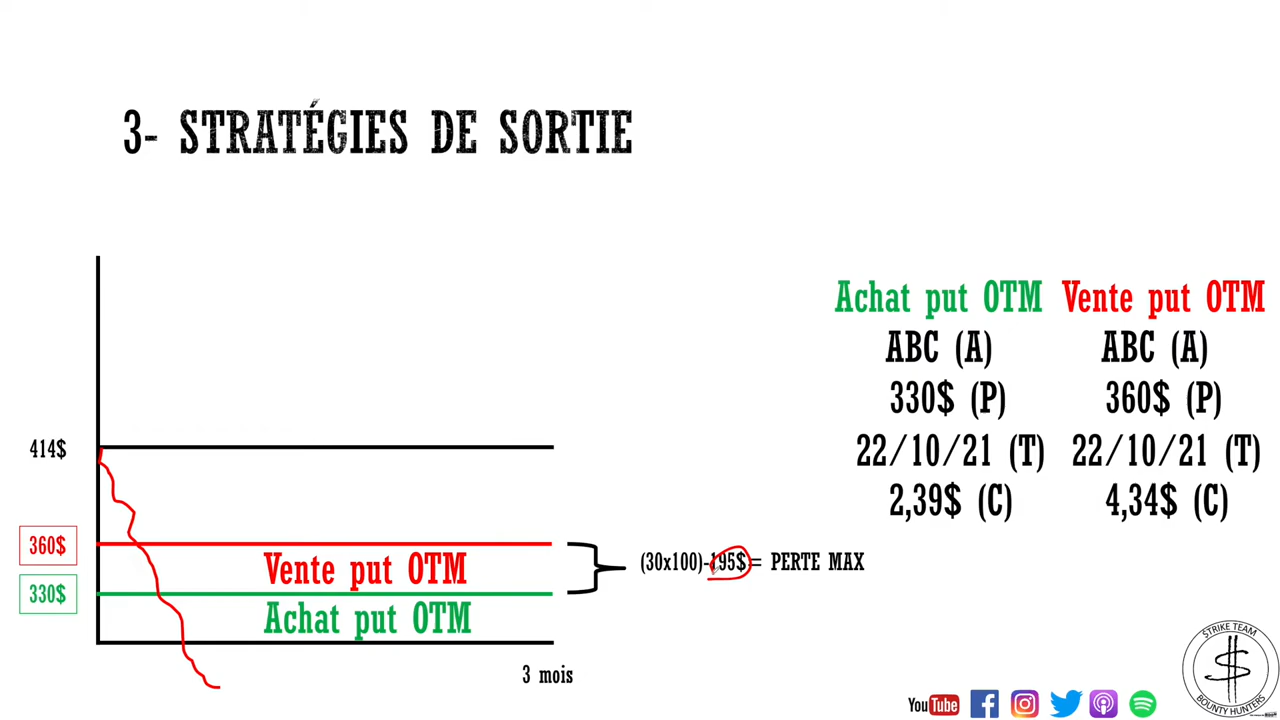 3- STRATÉGIES DE SORTIE
Achat put OTM
ABC (A)
330$ (P)
22/10/21 (T)
2,39$ (C)
Vente put OTM
ABC (A)
360$ (P)
22/10/21 (T)
4,34$ (C)
414$
360$
330$
Vente put OTM
Achat put OTM
(30x100)-195$= PERTE MAX
3 mois
YouTube
STRIKE TEAM
BOUNTY HUNTERS